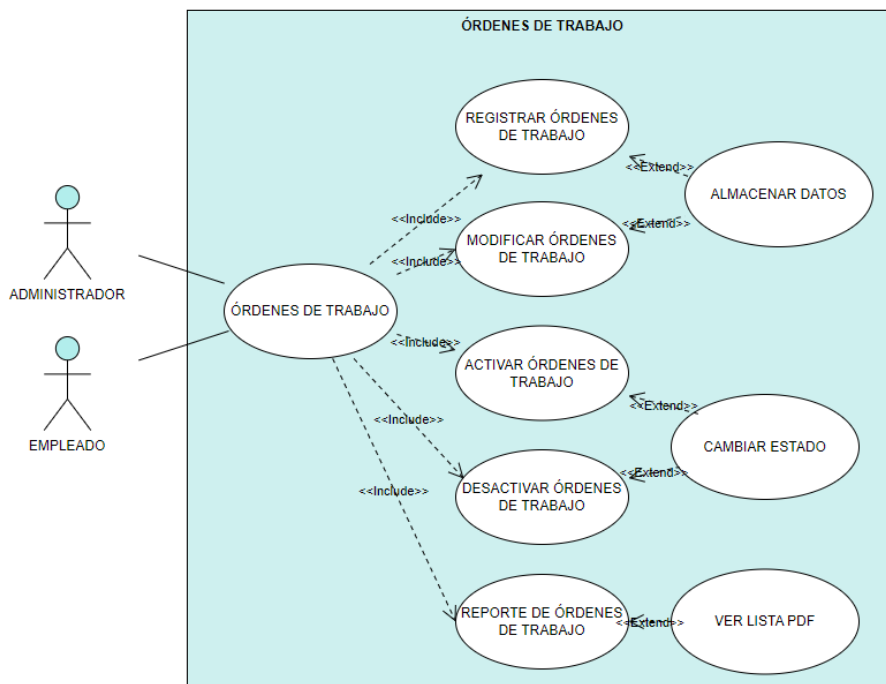 ÓRDENES DE TRABAJO
REGISTRAR ÓRDENES
DE TRABAJO
<<Extend>>
ALMACENAR DATOS
<<Include>>
<<Extend>>
MODIFICAR ÓRDENES
DE TRABAJO
<<Include>>
ADMINISTRADOR
ÓRDENES DE TRABAJO
<<Include>>
ACTIVAR ÓRDENES DE
TRABAJO
EMPLEADO
<<Extend>>
<<Include>>
CAMBIAR ESTADO
<<Extend>>
DESACTIVAR ÓRDENES
DE TRABAJO
<<Include>>
REPORTE DE ÓRDENES
DE TRABAJO
<<Extend>>
VER LISTA PDF